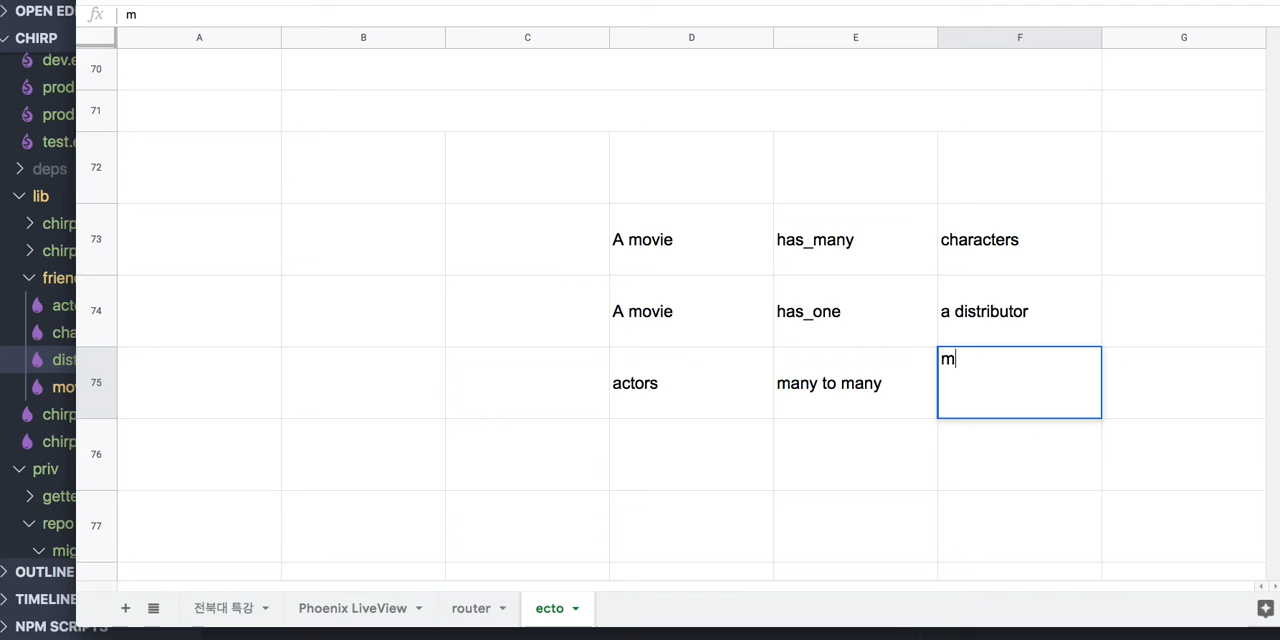 OPEN EDI
CHIRP
dev.e
prod
prod
test.
deps
lib
chirp
chirp
frien
act
cha
dist
mo
chirp
chirp
priv
gette
repo
mig
OUTLINE
TIMELINE
NPM SCRIPTS
fx m
A B C D E F G
70
71
72
73 A movie has_many characters
74 A movie has_one a distributor
75 actors many to many m
76
77
+ 전북대 특강 Phoenix LiveView router ecto